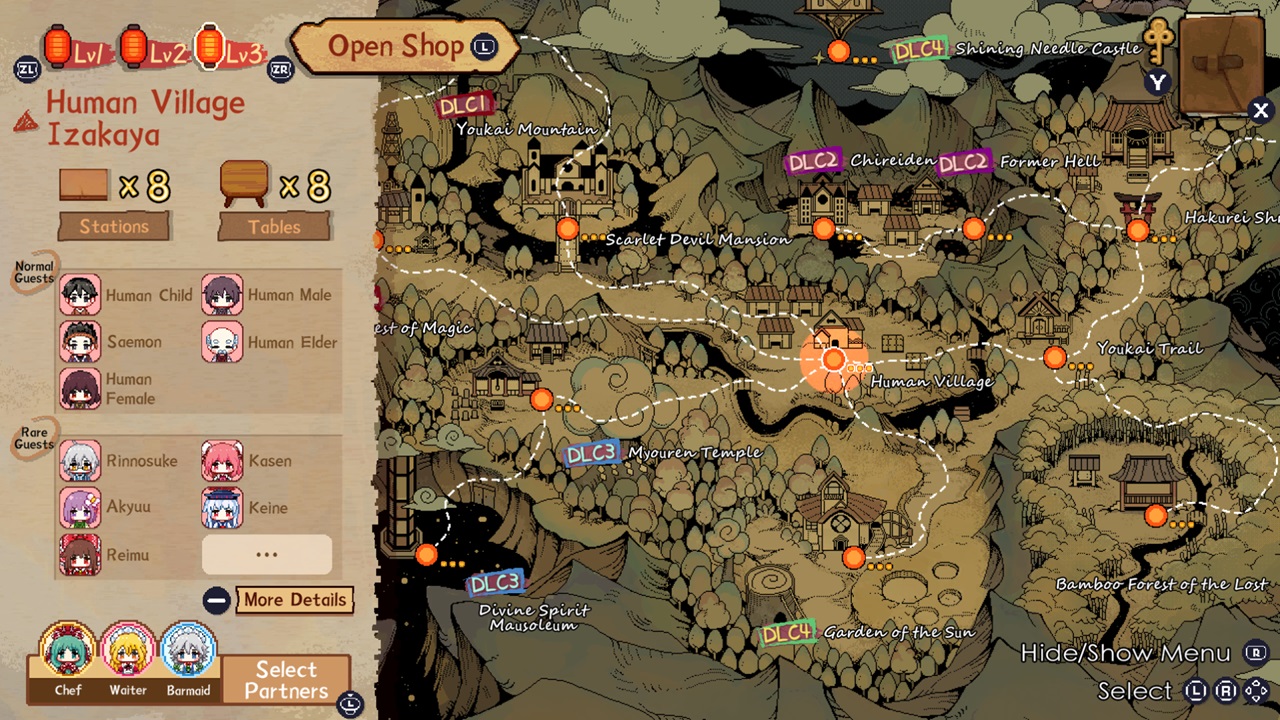 Lv1 Lv2 Lv3
ZL ZR
Open Shop L
Human Village
Izakaya
x 8 x 8
Stations Tables
Normal
Guests
Human Child Human Male
Saemon Human Elder
Human
Female
Rare
Guests
Rinnosuke Kasen
Akyuu Keine
Reimu ...
More Details
Chef Waiter Barmaid
Select
Partners
L
DLC4 Shining Needle Castle
Y
X
DLC1
Youkai Mountain
DLC2 Chireiden DLC2 Former Hell
Hakurei Sh
Scarlet Devil Mansion
est of Magic
Youkai Trail
Human Village
DLC3 Myouren Temple
DLC3
Divine Spirit
Mausoleum
Bamboo Forest of the Lost
DLC4 Garden of the Sun
Hide/Show Menu R
Select L R